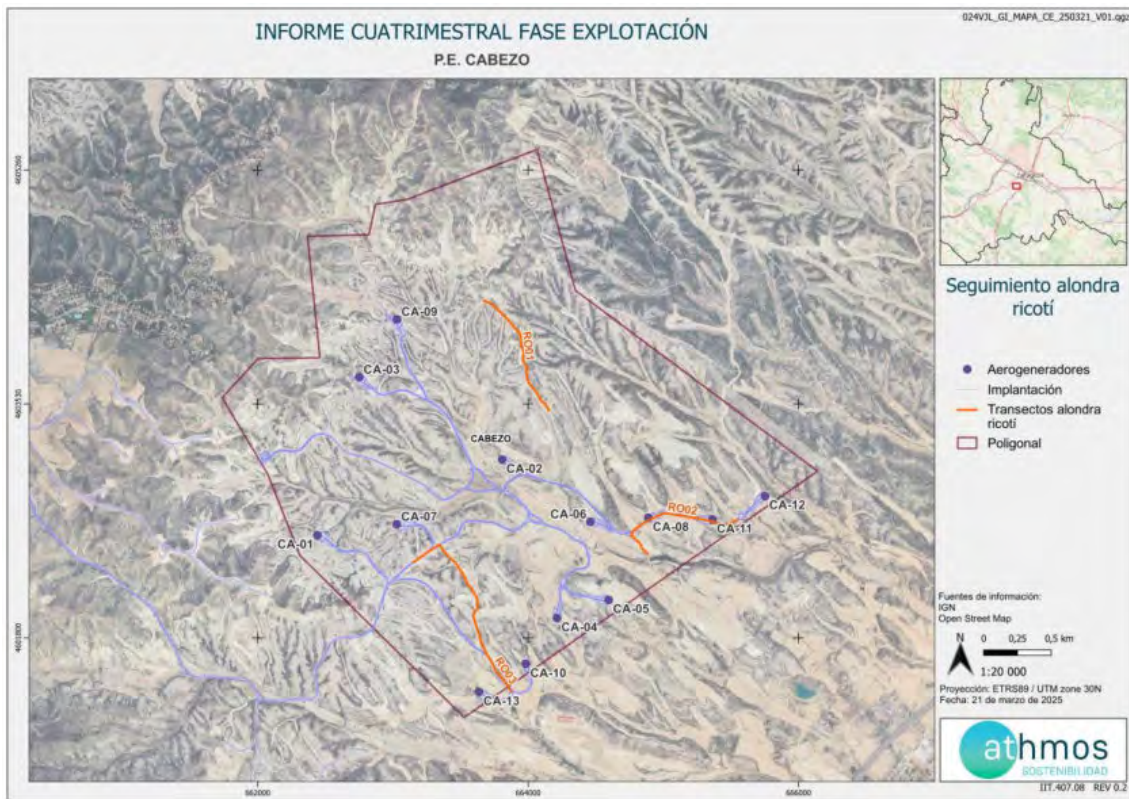 024VJL_GI_MAPA_CE_250321_V01.qgz
INFORME CUATRIMESTRAL FASE EXPLOTACIÓN
P.E. CABEZO
4605260
4603530
4601800
662000
664000
666000
CA-09
CA-03
RO01
CABEZO
CA-02
CA-12
CA-07
CA-06
CA-08
RO02
CA-11
CA-01
CA-05
CA-04
CA-10
RO03
CA-13
Seguimiento alondra
ricotí
Aerogeneradores
Implantación
Transectos alondra
ricotí
Poligonal
Fuentes de información:
IGN
Open Street Map
N
0 0,25 0,5 km
1:20 000
Proyección: ETRS89 / UTM zone 30N
Fecha: 21 de marzo de 2025
athmos
SOSTENIBILIDAD
IIT.407.08 REV 0.2